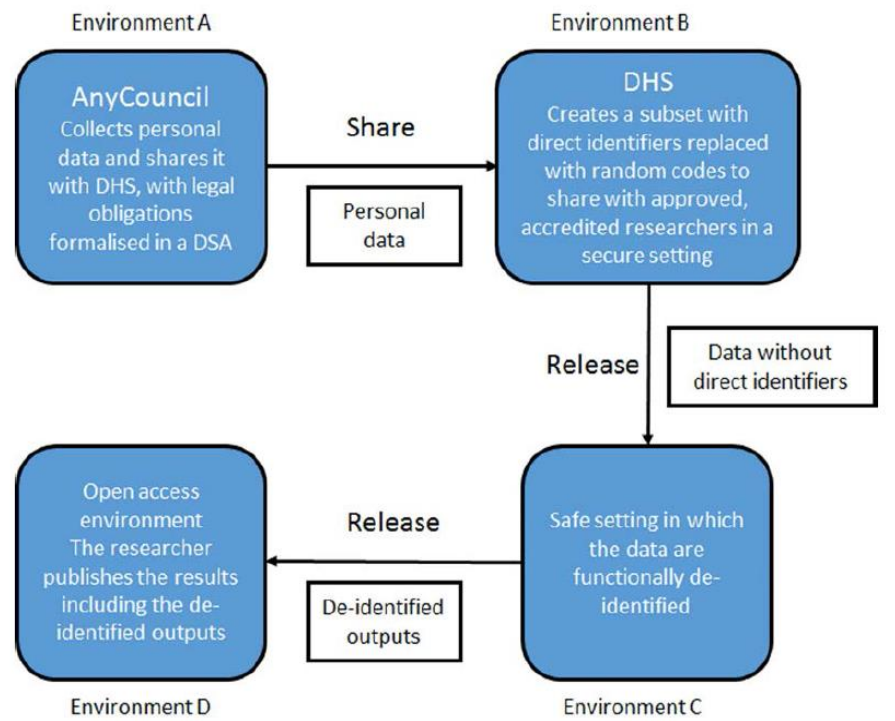 Environment A
AnyCouncil
Collects personal
data and shares it
with DHS, with legal
obligations
formalised in a DSA
Share
Personal
data
Environment B
DHS
Creates a subset with
direct identifiers replaced
with random codes to
share with approved,
accredited researchers in a
secure setting
Release
Data without
direct identifiers
Safe setting in which
the data are
functionally de-
identified
Environment C
Release
De-identified
outputs
Open access
environment
The researcher
publishes the results
including the de-
identified outputs
Environment D